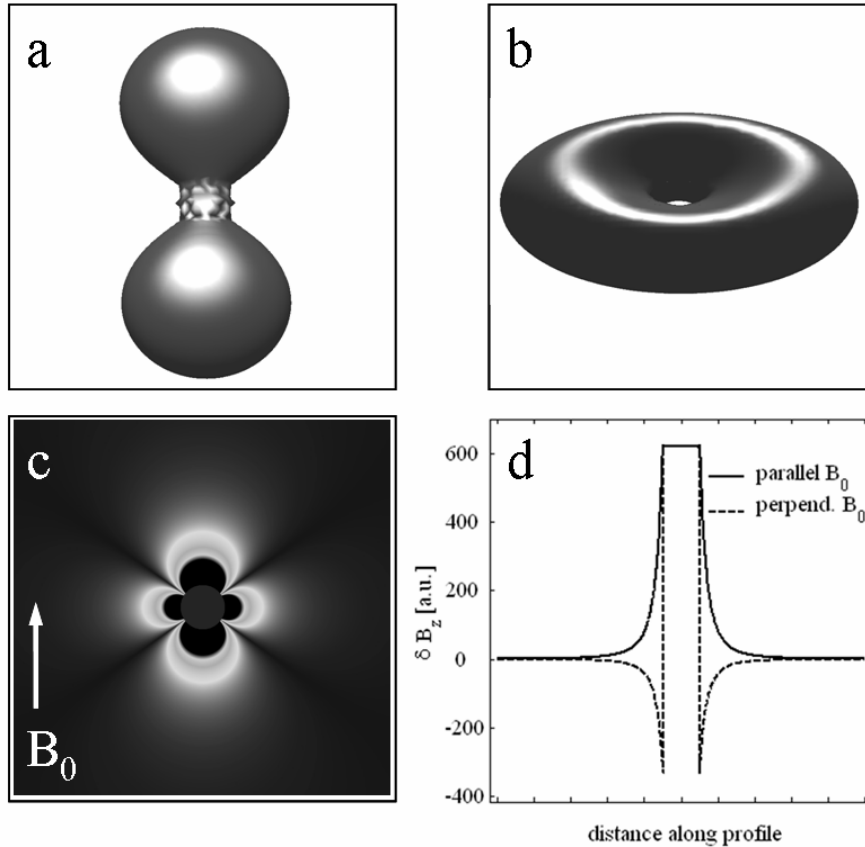 a
b
c
B0
d
600
400
200
0
-200
-400
δ Bz [a.u.]
parallel B0
perpend. B0
distance along profile